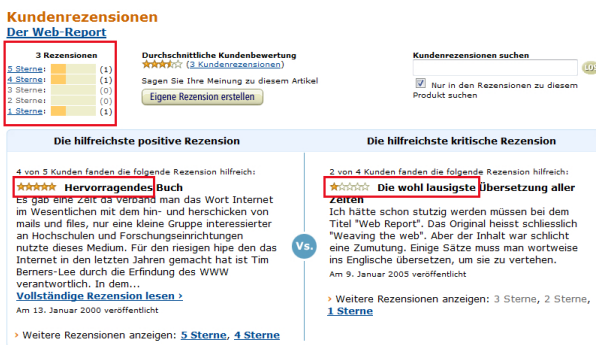 Kundenrezensionen
Der Web-Report
3 Rezensionen
5 Sterne: (1)
4 Sterne: (1)
3 Sterne: (0)
2 Sterne: (0)
1 Sterne: (1)
Durchschnittliche Kundenbewertung
(3 Kundenrezensionen)
Sagen Sie Ihre Meinung zu diesem Artikel
Eigene Rezension erstellen
Kundenrezensionen suchen
Nur in den Rezensionen zu diesem
Produkt suchen
Die hilfreichste positive Rezension
4 von 5 Kunden fanden die folgende Rezension hilfreich:
Hervorragendes Buch
Es gab eine Zeit da verband man das Wort Internet
im Wesentlichen mit dem hin- und herschicken von
mails und files, nur eine kleine Gruppe interessierter
an Hochschulen und Forschungseinrichtungen
nutzte dieses Medium. Für den riesigen hipe den das
Internet in den letzten Jahren gemacht hat ist Tim
Berners-Lee durch die Erfindung des WWW
verantwortlich. In dem...
Vollständige Rezension lesen ›
Am 13. Januar 2000 veröffentlicht
› Weitere Rezensionen anzeigen: 5 Sterne, 4 Sterne
Vs.
Die hilfreichste kritische Rezension
2 von 4 Kunden fanden die folgende Rezension hilfreich:
Die wohl lausigste Übersetzung aller
Zeiten
Ich hätte schon stutzig werden müssen bei dem
Titel "Web Report". Das Original heisst schliesslich
"Weaving the web". Aber der Inhalt war schlicht
eine Zumutung. Einige Sätze muss man wortweise
ins Englische übersetzen, um sie zu vertehen.
Am 9. Januar 2005 veröffentlicht
› Weitere Rezensionen anzeigen: 3 Sterne, 2 Sterne,
1 Sterne